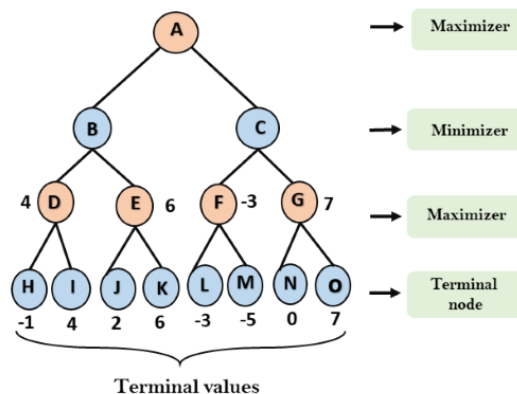 A
Maximizer
B
C
Minimizer
4 D E 6 F -3 G 7
Maximizer
H I J K L M N O
Terminal
node
-1 4 2 6 -3 -5 0 7
Terminal values